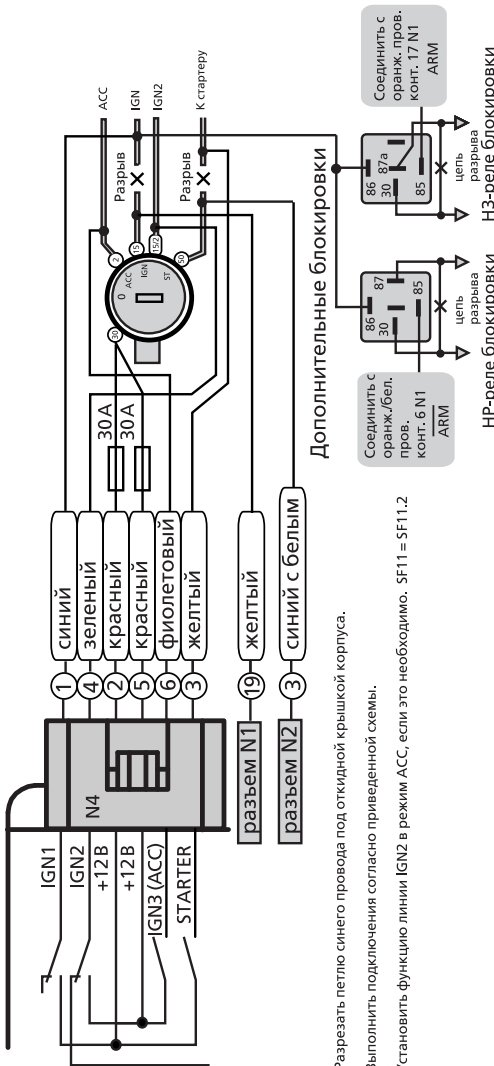 IGN1
IGN2
+12 В
+12 В
IGN3 (ACC)
STARTER
N4
1 синий
4 зеленый
2 красный
5 красный
6 фиолетовый
3 желтый
разъем N1 19 желтый
разъем N2 3 синий с белым
30 А
30 А
30
0
ACC
IGN
ST
2
15
15/2
50
Разрыв
Разрыв
ACC
IGN
IGN2
К стартеру
Дополнительные блокировки
Соединить с
оранж./бел.
пров.
конт. 6 N1
ARM
86
30
87
85
цепь
разрыва
НР-реле блокировки
Соединить с
оранж. пров.
конт. 17 N1
ARM
86
30
87а
85
цепь
разрыва
НЗ-реле блокировки
Разрезать петлю синего провода под откидной крышкой корпуса.
Выполнить подключения согласно приведенной схемы.
Установить функцию линии IGN2 в режим АСС, если это необходимо. SF11= SF11.2